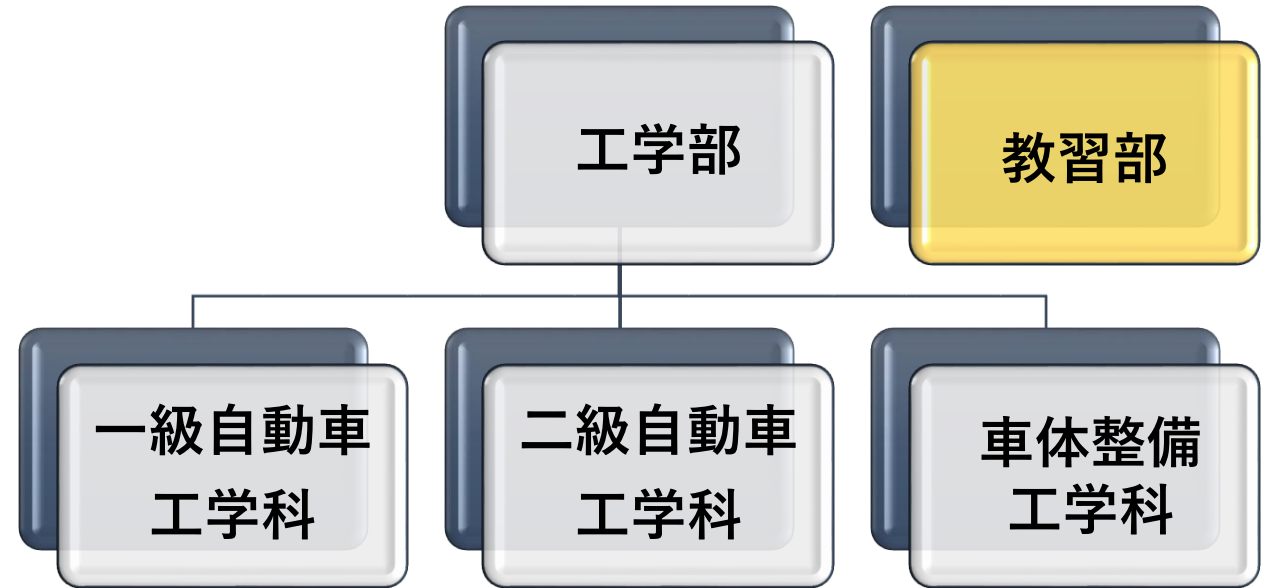 工学部
教習部
一級自動車
工学科
二級自動車
工学科
車体整備
工学科